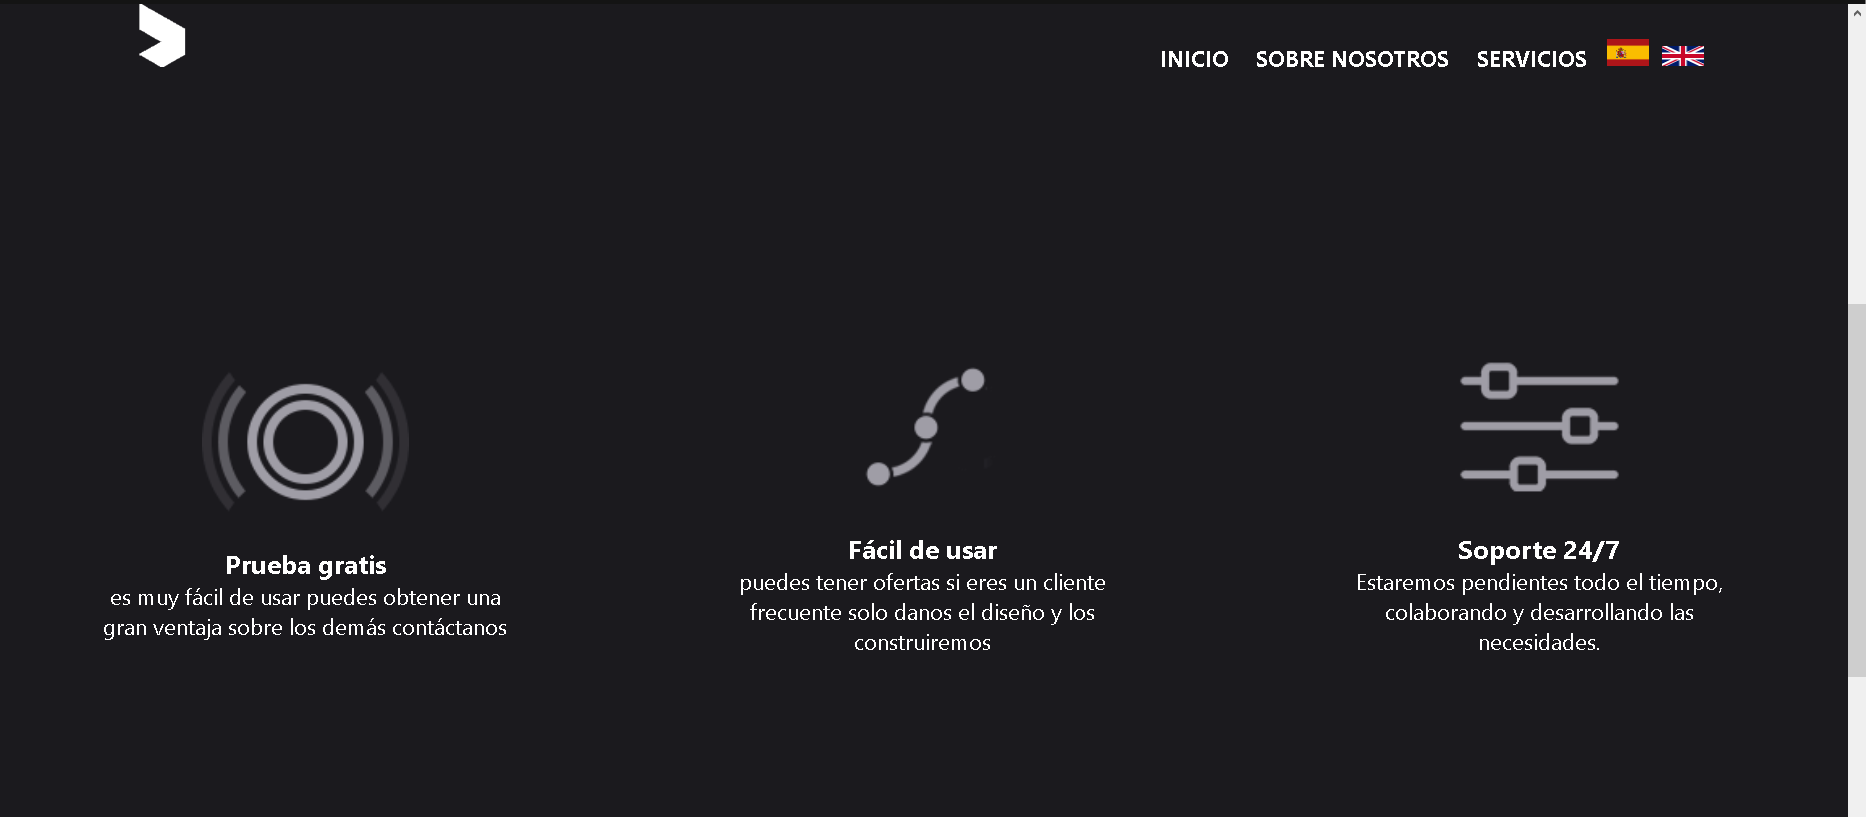 INICIO SOBRE NOSOTROS SERVICIOS
Prueba gratis
es muy fácil de usar puedes obtener una
gran ventaja sobre los demás contáctanos
Fácil de usar
puedes tener ofertas si eres un cliente
frecuente solo danos el diseño y los
construiremos
Soporte 24/7
Estaremos pendientes todo el tiempo,
colaborando y desarrollando las
necesidades.